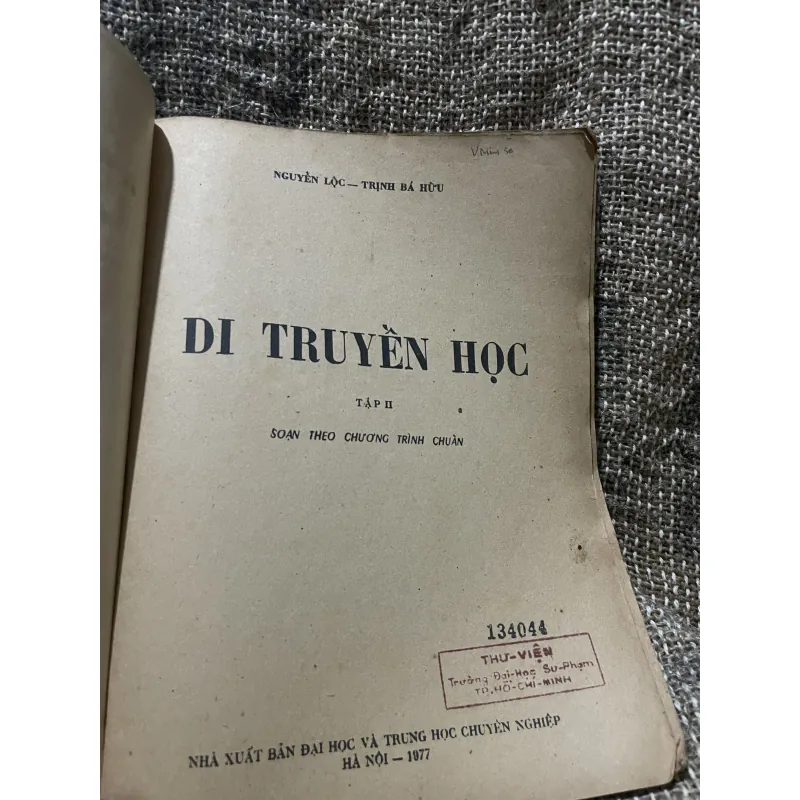 NGUYỄN LỘC — TRỊNH BÁ HỮU
DI TRUYỀN HỌC
TẬP II
SOẠN THEO CHƯƠNG TRÌNH CHUẨN
134044
THƯ-VIỆN
Trường Đại-Học Sư-Phạm
TP. HỒ-CHÍ-MINH
NHÀ XUẤT BẢN ĐẠI HỌC VÀ TRUNG HỌC CHUYÊN NGHIỆP
HÀ NỘI — 1977